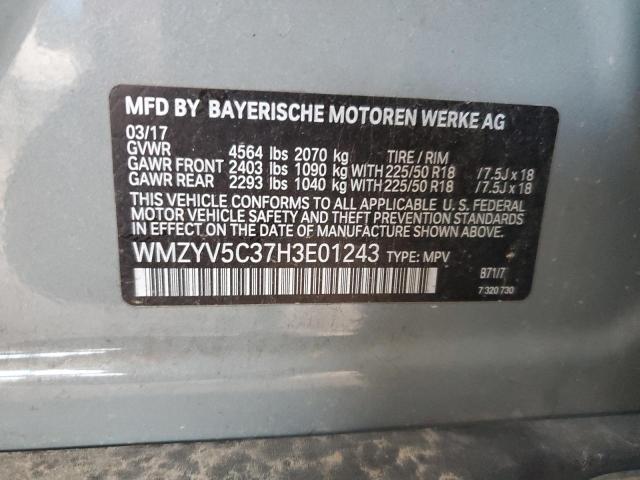 MFD BY BAYERISCHE MOTOREN WERKE AG
03/17
GVWR 4564 lbs 2070 kg TIRE / RIM
GAWR FRONT 2403 lbs 1090 kg WITH 225/50 R18 /7.5J x 18
GAWR REAR 2293 lbs 1040 kg WITH 225/50 R18 /7.5J x 18
THIS VEHICLE CONFORMS TO ALL APPLICABLE U. S. FEDERAL
MOTOR VEHICLE SAFETY AND THEFT PREVENTION STANDARDS
IN EFFECT ON THE DATE OF MANUFACTURE SHOWN ABOVE.
WMZYV5C37H3E01243 TYPE: MPV
B71/7
7 320 730